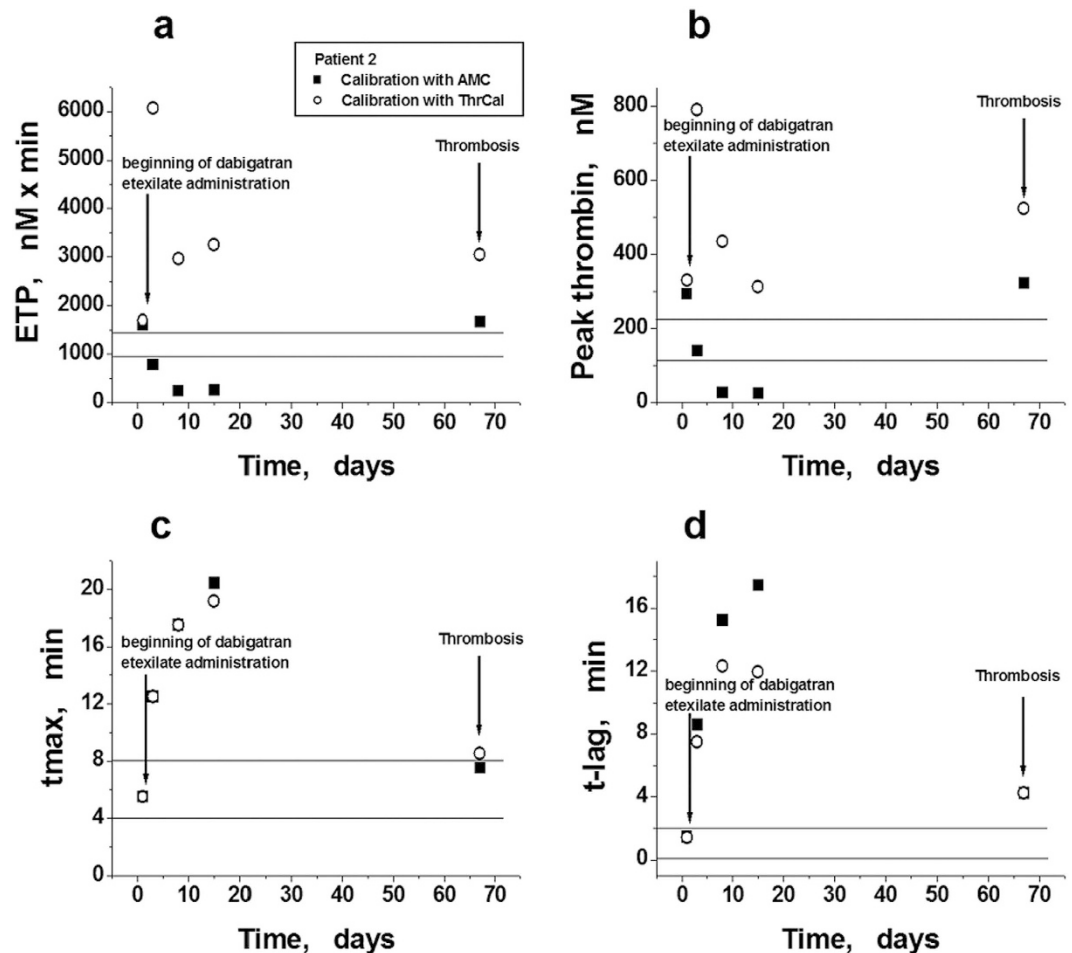 a
Patient 2
■ Calibration with AMC
○ Calibration with ThrCal
6000
5000
4000
3000
2000
1000
0
ETP, nM x min
beginning of dabigatran
etexilate administration
Thrombosis
0 10 20 30 40 50 60 70
Time, days
b
800
600
400
200
0
Peak thrombin, nM
beginning of dabigatran
etexilate administration
Thrombosis
0 10 20 30 40 50 60 70
Time, days
c
20
16
12
8
4
0
tmax, min
beginning of dabigatran
etexilate administration
Thrombosis
0 10 20 30 40 50 60 70
Time, days
d
16
12
8
4
0
t-lag, min
beginning of dabigatran
etexilate administration
Thrombosis
0 10 20 30 40 50 60 70
Time, days